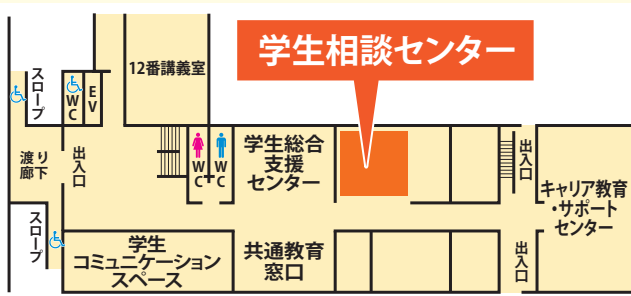 学生相談センター
12番講義室
スロープ
WC
EV
渡り
廊下
出入口
WC
WC
学生総合
支援
センター
出入口
キャリア教育
・サポート
センター
スロープ
学生
コミュニケーション
スペース
共通教育
窓口
出入口